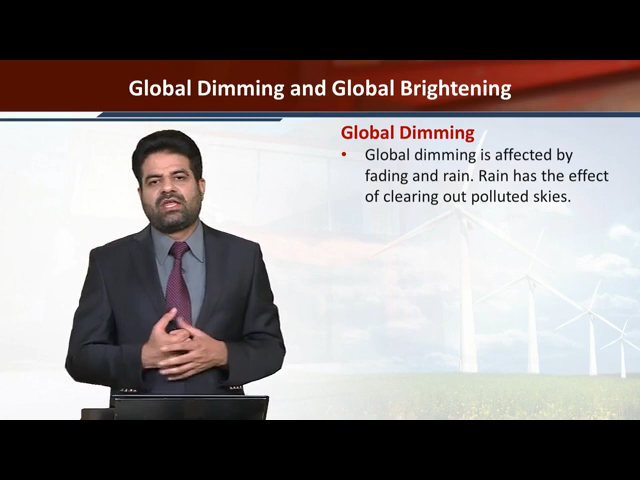 Global Dimming and Global Brightening
Global Dimming
• Global dimming is affected by
fading and rain. Rain has the effect
of clearing out polluted skies.